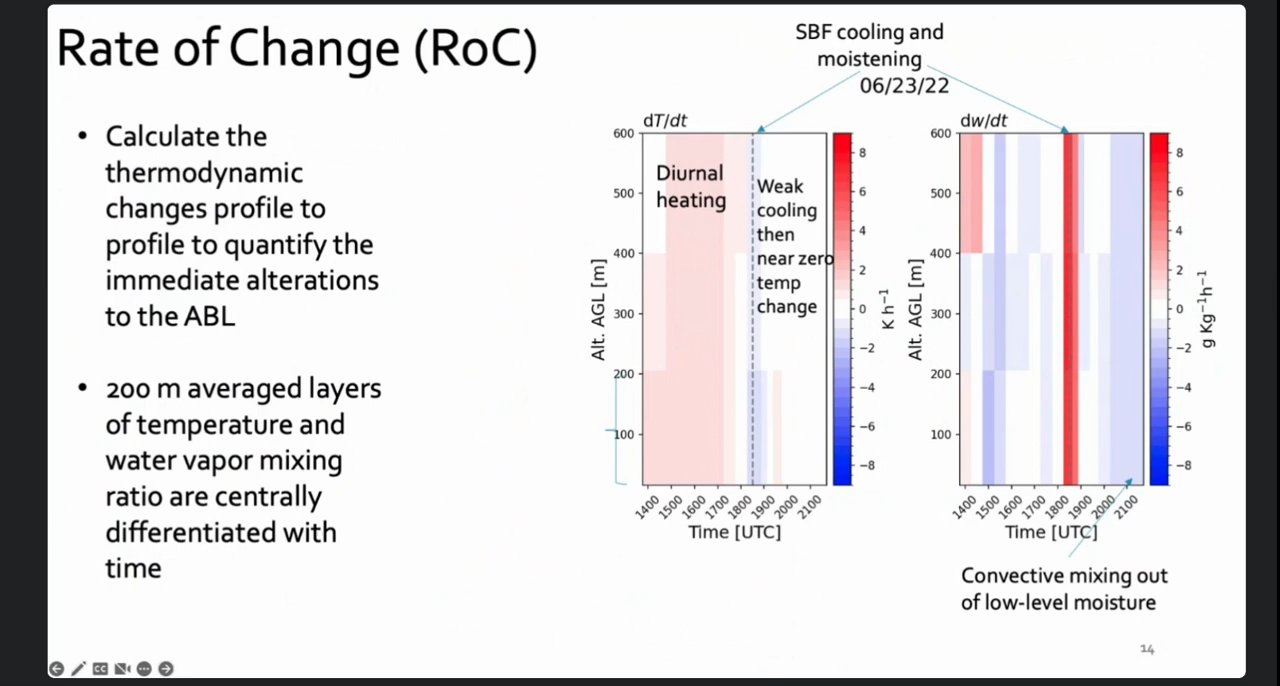 Rate of Change (RoC)
• Calculate the
thermodynamic
changes profile to
profile to quantify the
immediate alterations
to the ABL
• 200 m averaged layers
of temperature and
water vapor mixing
ratio are centrally
differentiated with
time
SBF cooling and
moistening
06/23/22
dT/dt
600
500
400
300
200
100
Alt. AGL [m]
Diurnal
heating
Weak
cooling
then
near zero
temp
change
1400 1500 1600 1700 1800 1900 2000 2100
Time [UTC]
8
6
4
2
0
−2
−4
−6
−8
K h⁻¹
dw/dt
600
500
400
300
200
100
Alt. AGL [m]
1400 1500 1600 1700 1800 1900 2000 2100
Time [UTC]
8
6
4
2
0
−2
−4
−6
−8
g Kg⁻¹h⁻¹
Convective mixing out
of low-level moisture
14
CC